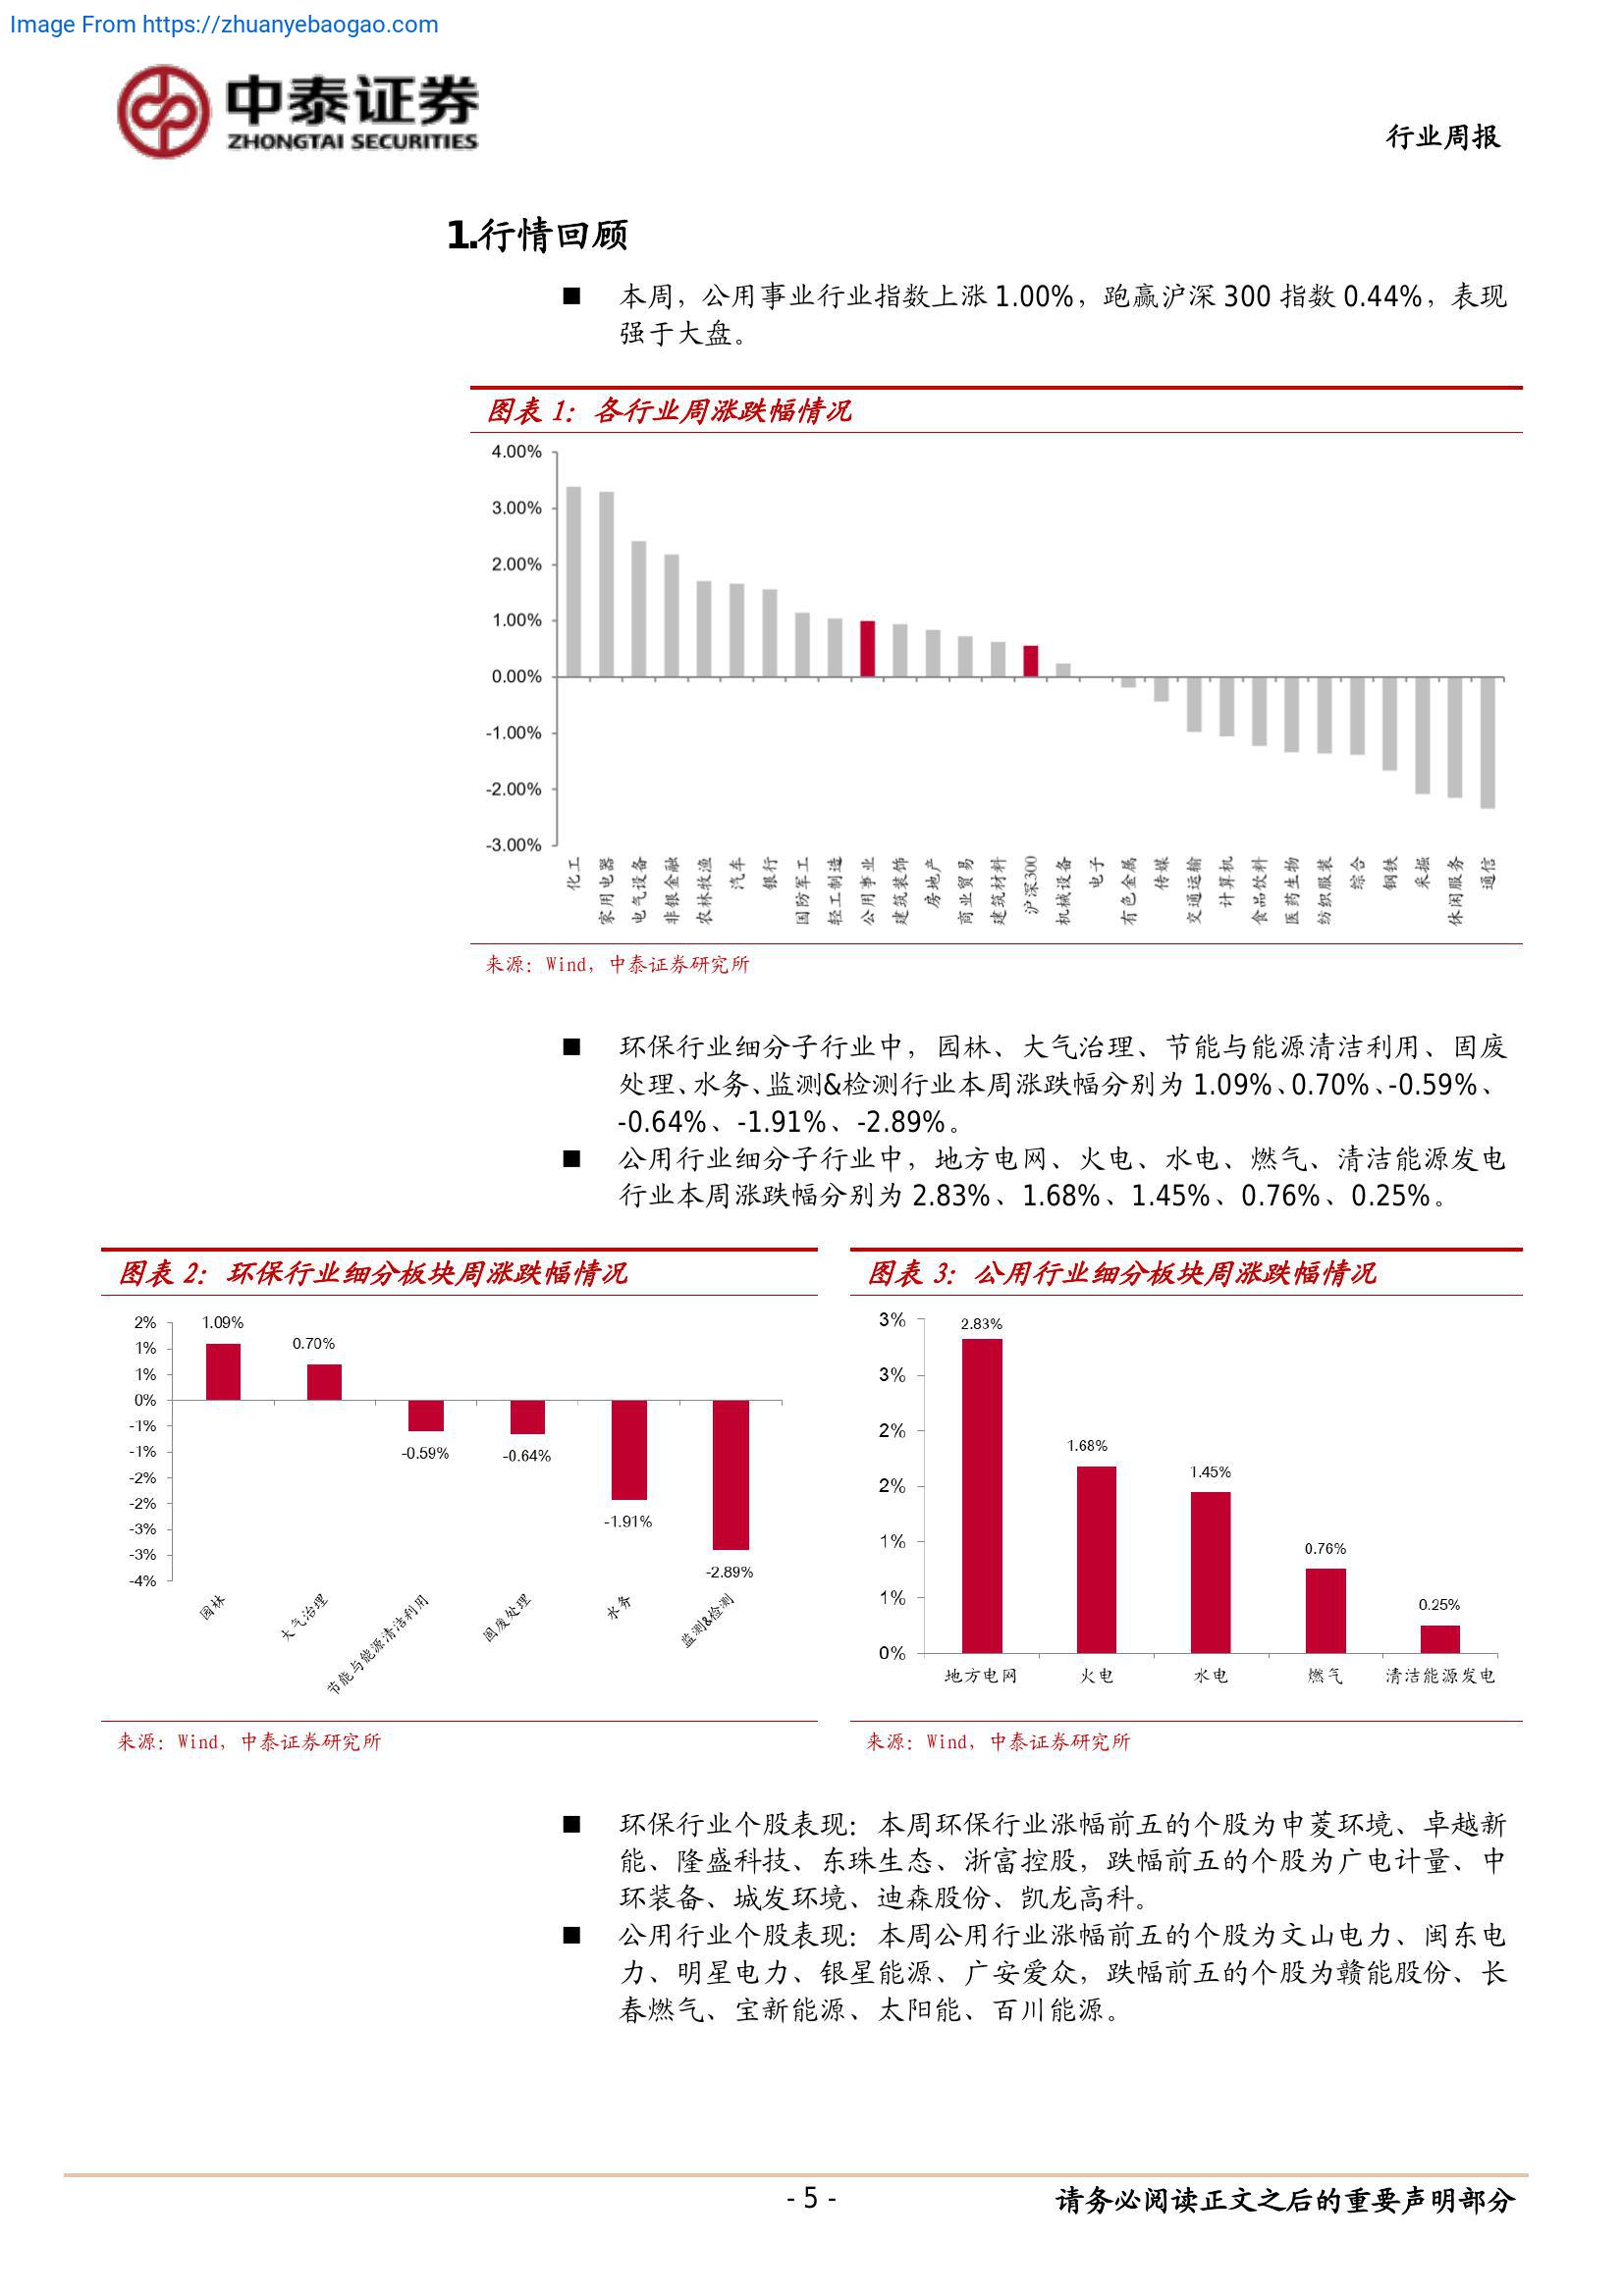 Image From https://zhuanyebaogao.com
中泰证券
ZHONGTAI SECURITIES
行业周报
1.行情回顾
■ 本周，公用事业行业指数上涨 1.00%，跑赢沪深 300 指数 0.44%，表现
强于大盘。
图表 1：各行业周涨跌幅情况
4.00%
3.00%
2.00%
1.00%
0.00%
-1.00%
-2.00%
-3.00%
化工 家用电器 电气设备 非银金融 农林牧渔 汽车 银行 国防军工 轻工制造 公用事业 建筑装饰 房地产 商业贸易 建筑材料 沪深300 机械设备 电子 有色金属 传媒 交通运输 计算机 食品饮料 医药生物 纺织服装 综合 钢铁 采掘 休闲服务 通信
来源：Wind，中泰证券研究所
■ 环保行业细分子行业中，园林、大气治理、节能与能源清洁利用、固废
处理、水务、监测&检测行业本周涨跌幅分别为 1.09%、0.70%、-0.59%、
-0.64%、-1.91%、-2.89%。
■ 公用行业细分子行业中，地方电网、火电、水电、燃气、清洁能源发电
行业本周涨跌幅分别为 2.83%、1.68%、1.45%、0.76%、0.25%。
图表 2：环保行业细分板块周涨跌幅情况
2%
1%
1%
0%
-1%
-1%
-2%
-2%
-3%
-3%
-4%
1.09%
0.70%
-0.59%
-0.64%
-1.91%
-2.89%
园林 大气治理 节能与能源清洁利用 固废处理 水务 监测&检测
来源：Wind，中泰证券研究所
图表 3：公用行业细分板块周涨跌幅情况
3%
3%
2%
2%
1%
1%
0%
2.83%
1.68%
1.45%
0.76%
0.25%
地方电网 火电 水电 燃气 清洁能源发电
来源：Wind，中泰证券研究所
■ 环保行业个股表现：本周环保行业涨幅前五的个股为申菱环境、卓越新
能、隆盛科技、东珠生态、浙富控股，跌幅前五的个股为广电计量、中
环装备、城发环境、迪森股份、凯龙高科。
■ 公用行业个股表现：本周公用行业涨幅前五的个股为文山电力、闽东电
力、明星电力、银星能源、广安爱众，跌幅前五的个股为赣能股份、长
春燃气、宝新能源、太阳能、百川能源。
- 5 -
请务必阅读正文之后的重要声明部分